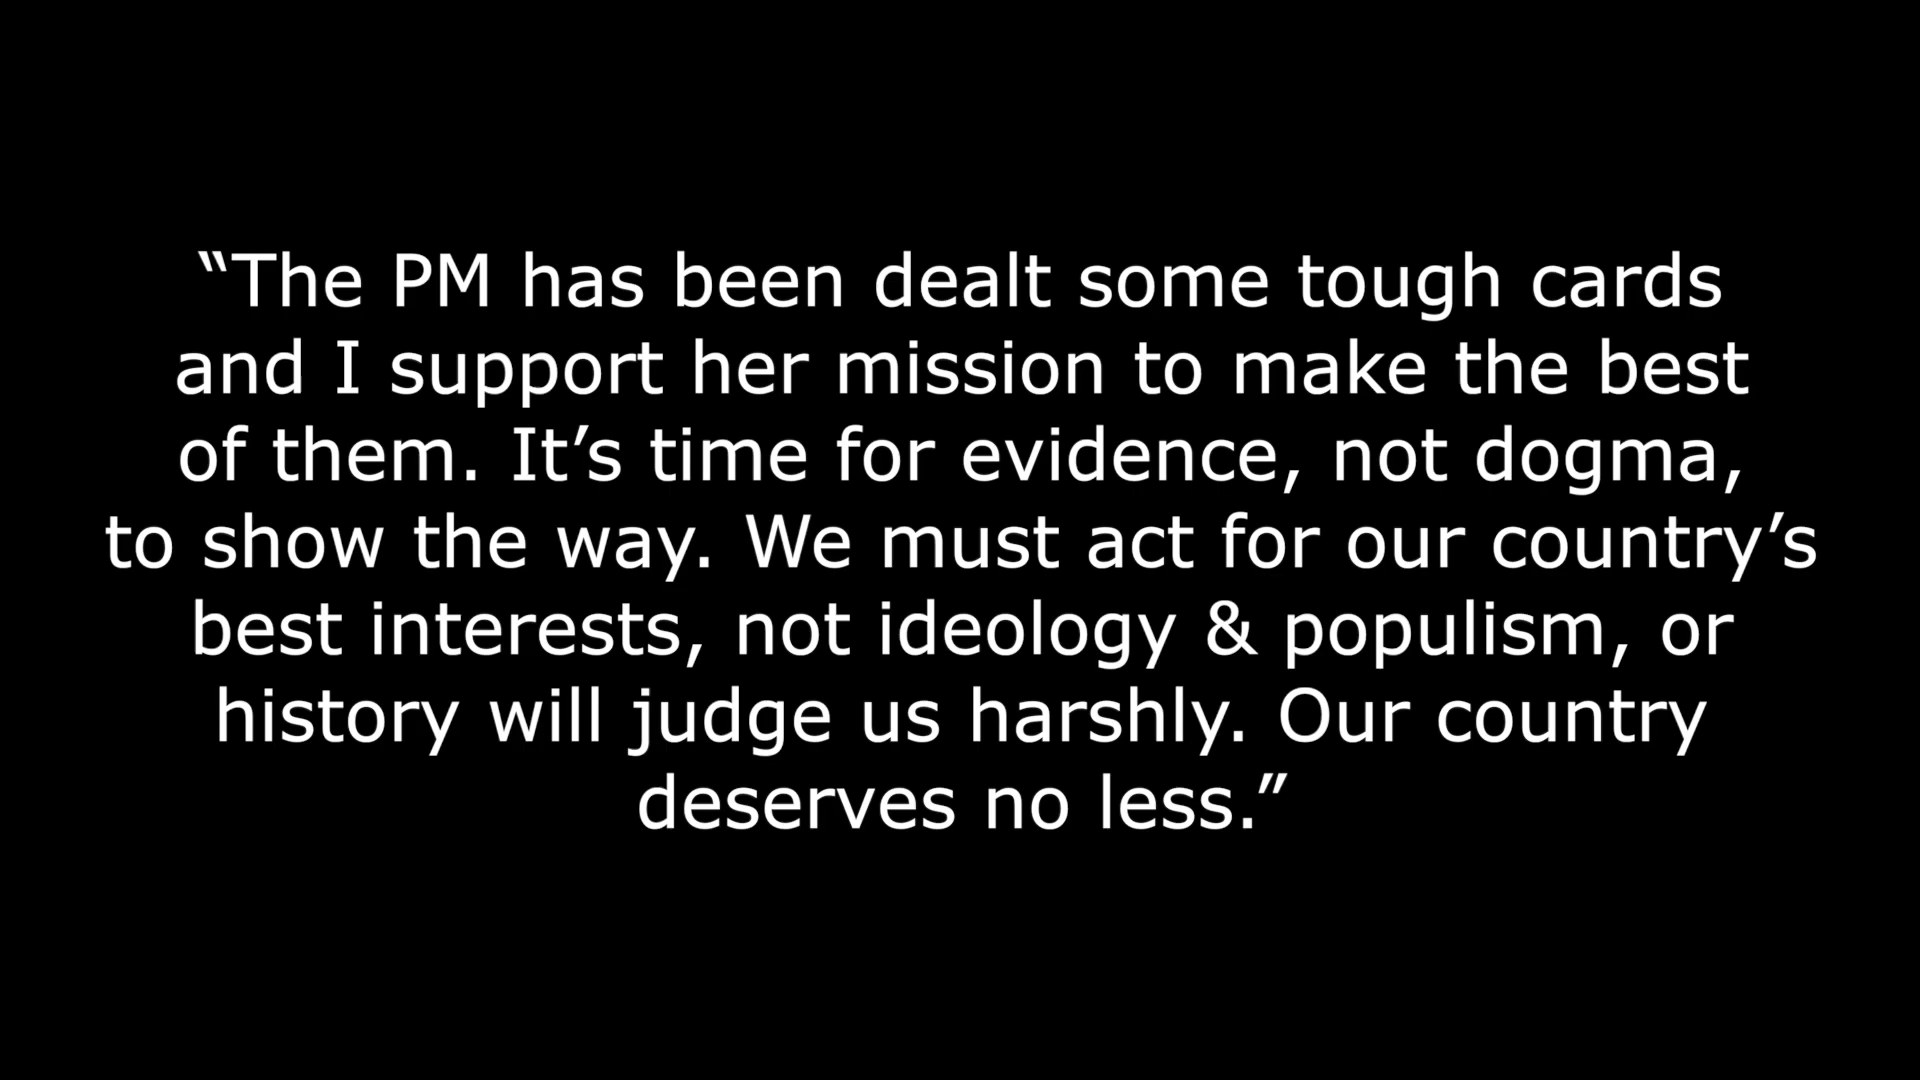 “The PM has been dealt some tough cards
and I support her mission to make the best
of them. It’s time for evidence, not dogma,
to show the way. We must act for our country’s
best interests, not ideology & populism, or
history will judge us harshly. Our country
deserves no less.”